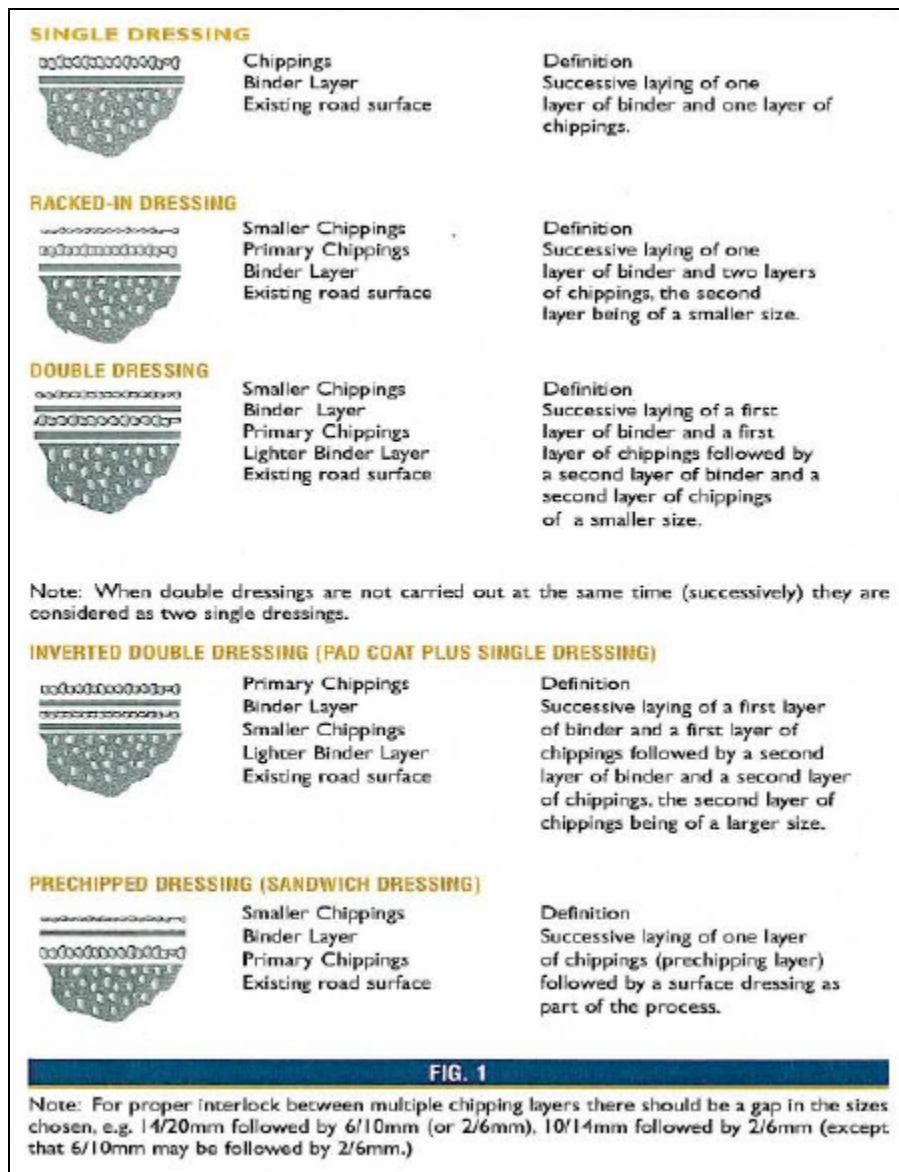 SINGLE DRESSING
Chippings
Binder Layer
Existing road surface
Definition
Successive laying of one
layer of binder and one layer of
chippings.
RACKED-IN DRESSING
Smaller Chippings
Primary Chippings
Binder Layer
Existing road surface
Definition
Successive laying of one
layer of binder and two layers
of chippings, the second
layer being of a smaller size.
DOUBLE DRESSING
Smaller Chippings
Binder Layer
Primary Chippings
Lighter Binder Layer
Existing road surface
Definition
Successive laying of a first
layer of binder and a first
layer of chippings followed by
a second layer of binder and a
second layer of chippings
of a smaller size.
Note: When double dressings are not carried out at the same time (successively) they are
considered as two single dressings.
INVERTED DOUBLE DRESSING (PAD COAT PLUS SINGLE DRESSING)
Primary Chippings
Binder Layer
Smaller Chippings
Lighter Binder Layer
Existing road surface
Definition
Successive laying of a first layer
of binder and a first layer of
chippings followed by a second
layer of binder and a second layer
of chippings, the second layer of
chippings being of a larger size.
PRECHIPPED DRESSING (SANDWICH DRESSING)
Smaller Chippings
Binder Layer
Primary Chippings
Existing road surface
Definition
Successive laying of one layer
of chippings (prechipping layer)
followed by a surface dressing as
part of the process.
FIG. 1
Note: For proper interlock between multiple chipping layers there should be a gap in the sizes
chosen, e.g. 14/20mm followed by 6/10mm (or 2/6mm), 10/14mm followed by 2/6mm (except
that 6/10mm may be followed by 2/6mm.)